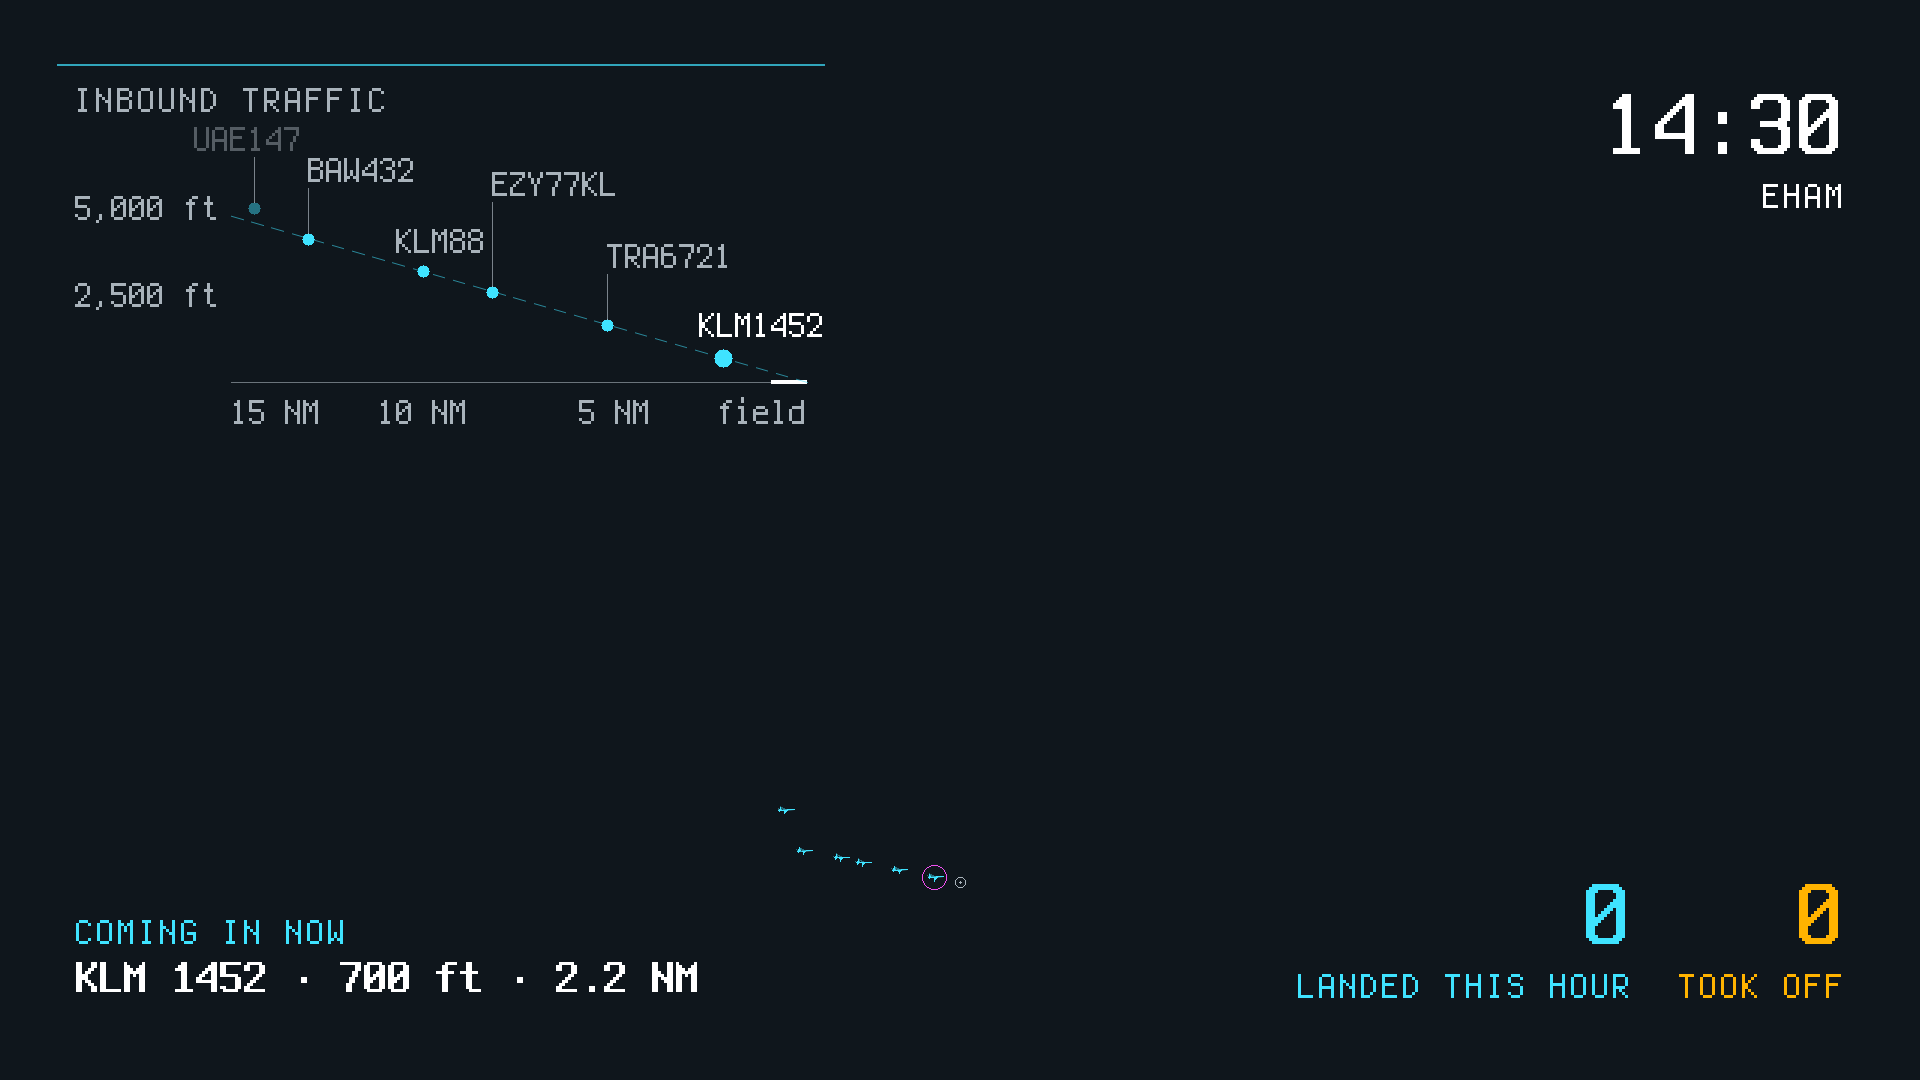 INBOUND TRAFFIC
14:30
EHAM
UAE147
BAW432
EZY77KL
5,000 ft
KLM88
TRA6721
2,500 ft
KLM1452
15 NM 10 NM 5 NM field
COMING IN NOW
KLM 1452 · 700 ft · 2.2 NM
0 0
LANDED THIS HOUR TOOK OFF